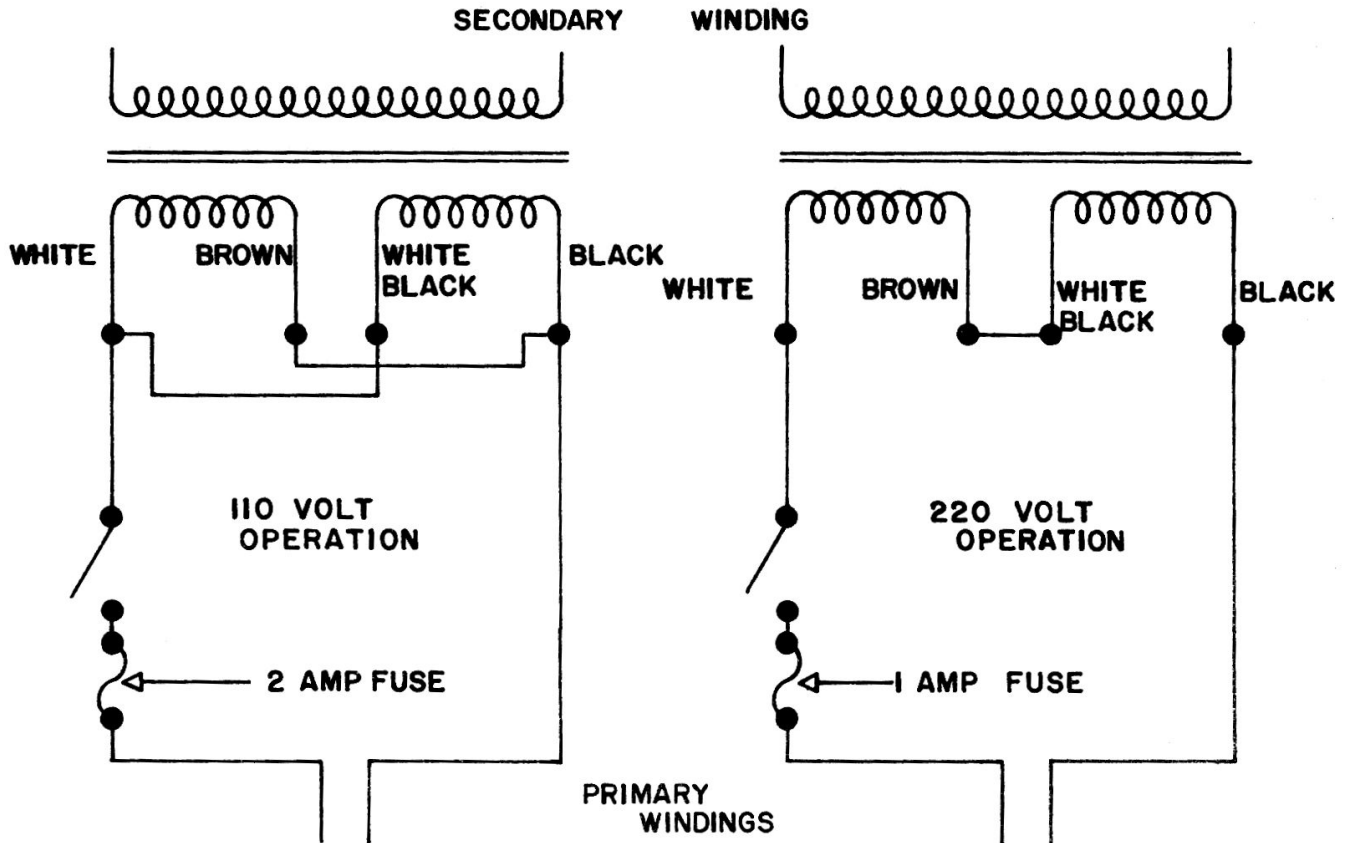 SECONDARY WINDING
WHITE
BROWN
WHITE
BLACK
BLACK
WHITE
BROWN
WHITE
BLACK
BLACK
110 VOLT
OPERATION
220 VOLT
OPERATION
2 AMP FUSE
1 AMP FUSE
PRIMARY
WINDINGS